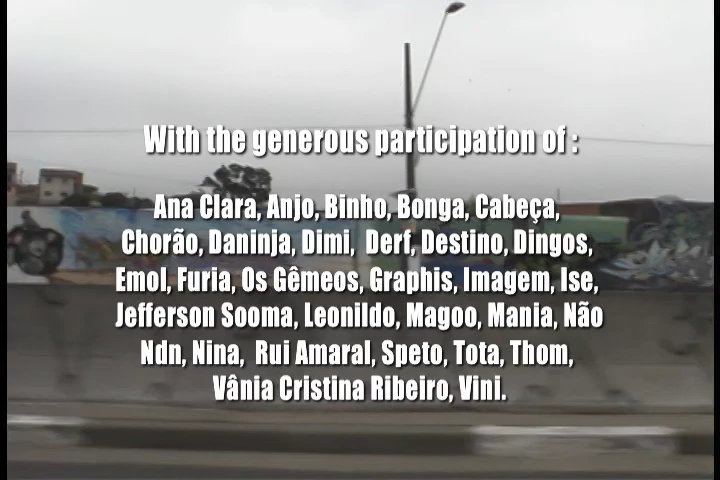 With the generous participation of :
Ana Clara, Anjo, Binho, Bonga, Cabeça,
Chorão, Daninja, Dimi, Derf, Destino, Dingos,
Emol, Furia, Os Gêmeos, Graphis, Imagem, Ise,
Jefferson Sooma, Leonildo, Magoo, Mania, Não
Ndn, Nina, Rui Amaral, Speto, Tota, Thom,
Vânia Cristina Ribeiro, Vini.